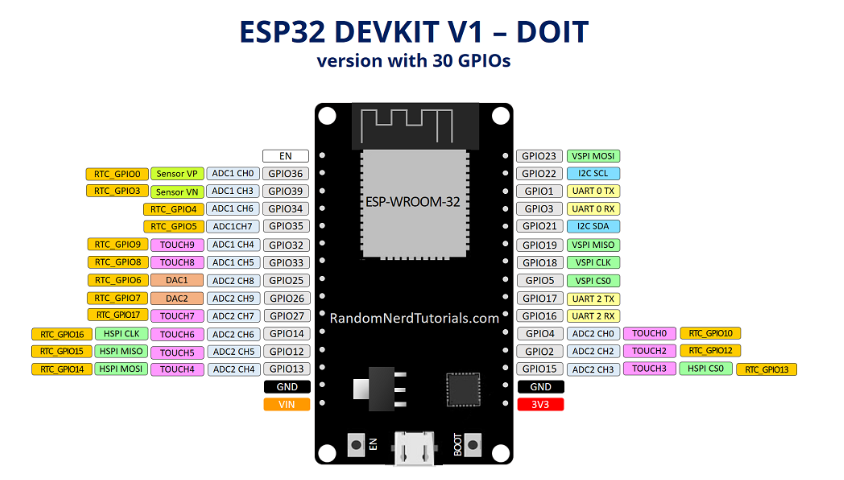 ESP32 DEVKIT V1 – DOIT
version with 30 GPIOs
EN
RTC_GPIO0 Sensor VP ADC1 CH0 GPIO36
RTC_GPIO3 Sensor VN ADC1 CH3 GPIO39
RTC_GPIO4 ADC1 CH6 GPIO34
RTC_GPIO5 ADC1CH7 GPIO35
RTC_GPIO9 TOUCH9 ADC1 CH4 GPIO32
RTC_GPIO8 TOUCH8 ADC1 CH5 GPIO33
RTC_GPIO6 DAC1 ADC2 CH8 GPIO25
RTC_GPIO7 DAC2 ADC2 CH9 GPIO26
RTC_GPIO17 TOUCH7 ADC2 CH7 GPIO27
RTC_GPIO16 HSPI CLK TOUCH6 ADC2 CH6 GPIO14
RTC_GPIO15 HSPI MISO TOUCH5 ADC2 CH5 GPIO12
RTC_GPIO14 HSPI MOSI TOUCH4 ADC2 CH4 GPIO13
GND
VIN
ESP-WROOM-32
RandomNerdTutorials.com
EN
BOOT
GPIO23 VSPI MOSI
GPIO22 I2C SCL
GPIO1 UART 0 TX
GPIO3 UART 0 RX
GPIO21 I2C SDA
GPIO19 VSPI MISO
GPIO18 VSPI CLK
GPIO5 VSPI CS0
GPIO17 UART 2 TX
GPIO16 UART 2 RX
GPIO4 ADC2 CH0 TOUCH0 RTC_GPIO10
GPIO2 ADC2 CH2 TOUCH2 RTC_GPIO12
GPIO15 ADC2 CH3 TOUCH3 HSPI CS0 RTC_GPIO13
GND
3V3